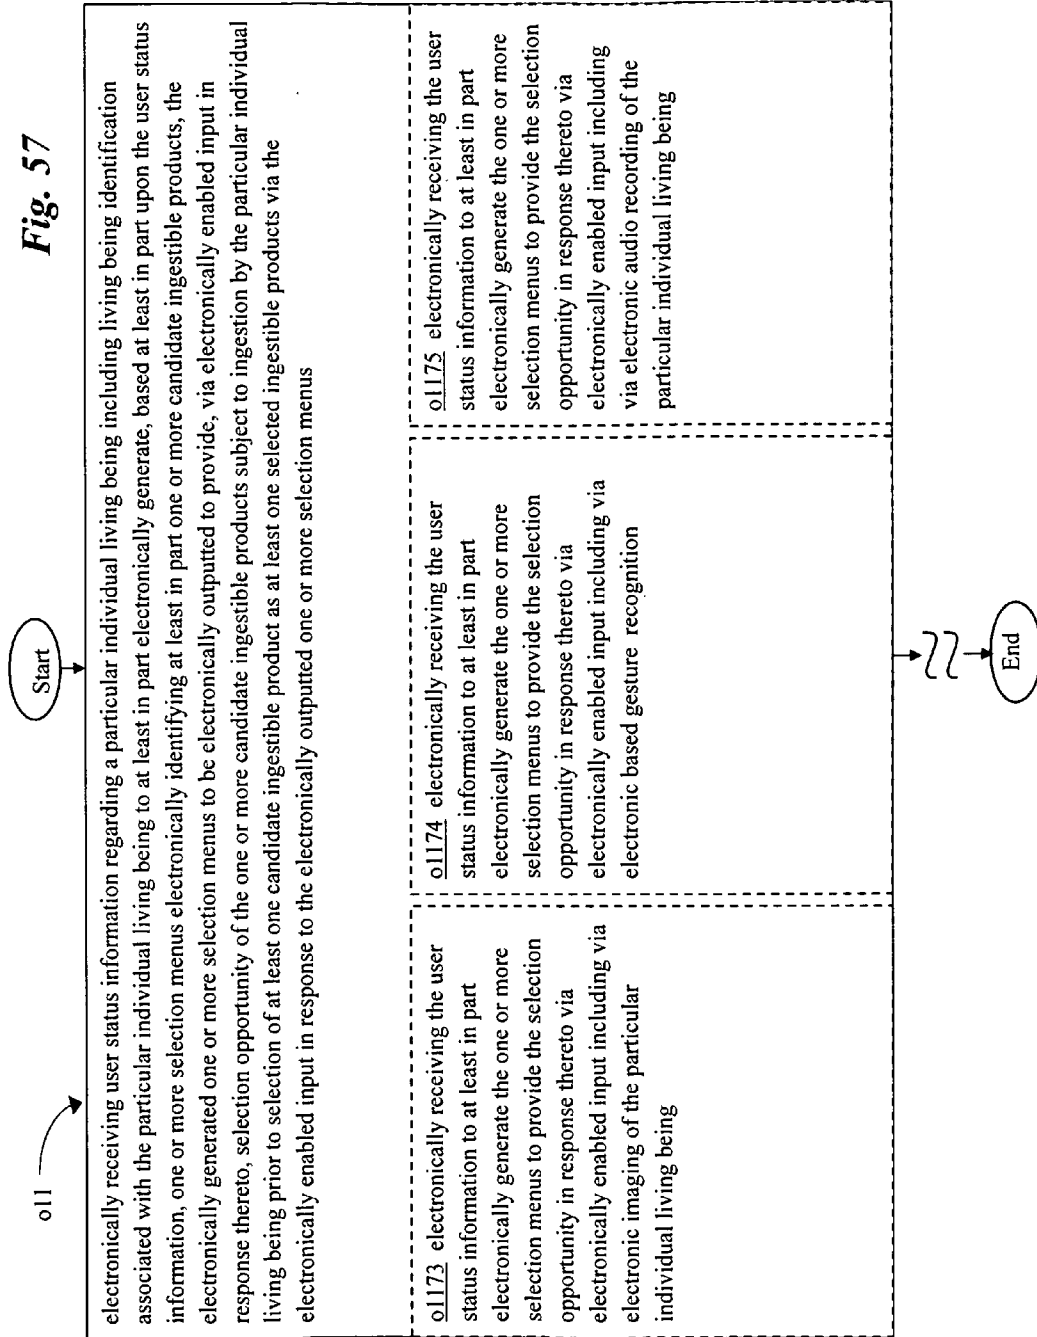 Fig. 57
Start
o11
electronically receiving user status information regarding a particular individual living being including living being identification
associated with the particular individual living being to at least in part electronically generate, based at least in part upon the user status
information, one or more selection menus electronically identifying at least in part one or more candidate ingestible products, the
electronically generated one or more selection menus to be electronically outputted to provide, via electronically enabled input in
response thereto, selection opportunity of the one or more candidate ingestible products subject to ingestion by the particular individual
living being prior to selection of at least one candidate ingestible product as at least one selected ingestible products via the
electronically enabled input in response to the electronically outputted one or more selection menus
o1173 electronically receiving the user
status information to at least in part
electronically generate the one or more
selection menus to provide the selection
opportunity in response thereto via
electronically enabled input including via
electronic imaging of the particular
individual living being
o1174 electronically receiving the user
status information to at least in part
electronically generate the one or more
selection menus to provide the selection
opportunity in response thereto via
electronically enabled input including via
electronic based gesture recognition
o1175 electronically receiving the user
status information to at least in part
electronically generate the one or more
selection menus to provide the selection
opportunity in response thereto via
electronically enabled input including
via electronic audio recording of the
particular individual living being
End